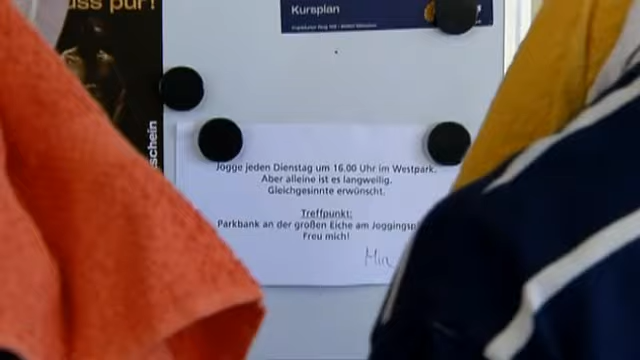 uss pur!
Kursplan
schein
Jogge jeden Dienstag um 16.00 Uhr im Westpark.
Aber alleine ist es langweilig.
Gleichgesinnte erwünscht.
Treffpunkt:
Parkbank an der großen Eiche am Joggingsp
Freu mich!